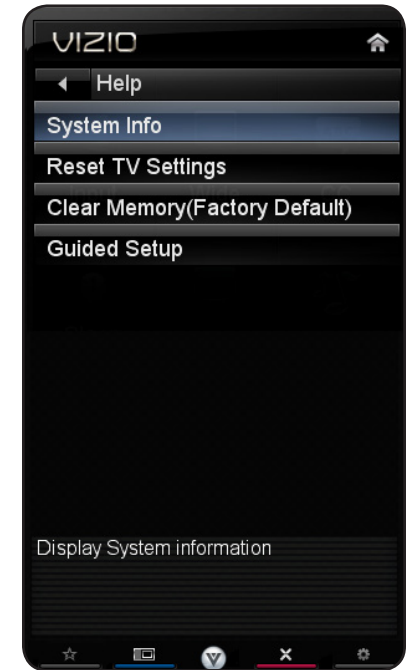 VIZIO
Help
System Info
Reset TV Settings
Clear Memory(Factory Default)
Guided Setup
Display System information
V